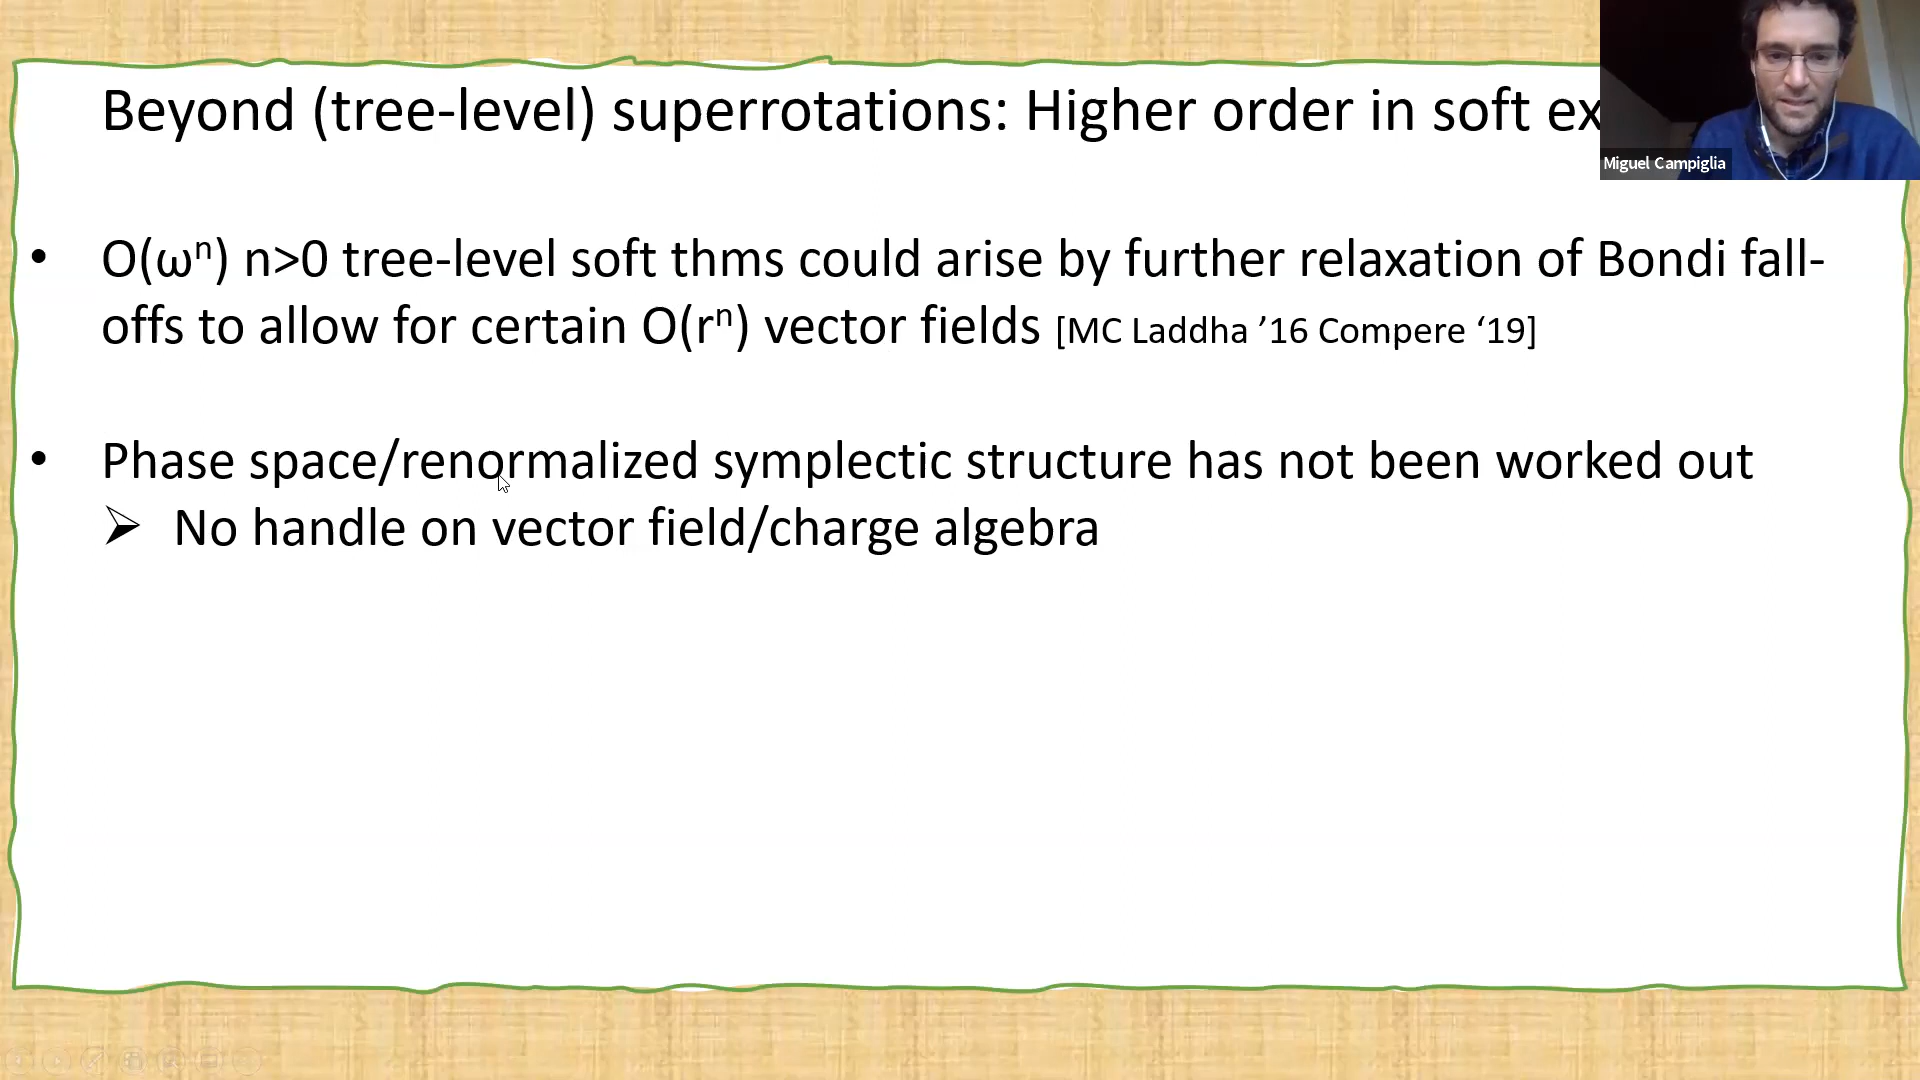 Beyond (tree-level) superrotations: Higher order in soft ex
Miguel Campiglia
• O(ωⁿ) n>0 tree-level soft thms could arise by further relaxation of Bondi fall-
offs to allow for certain O(rⁿ) vector fields [MC Laddha ’16 Compere ‘19]
• Phase space/renormalized symplectic structure has not been worked out
➢ No handle on vector field/charge algebra